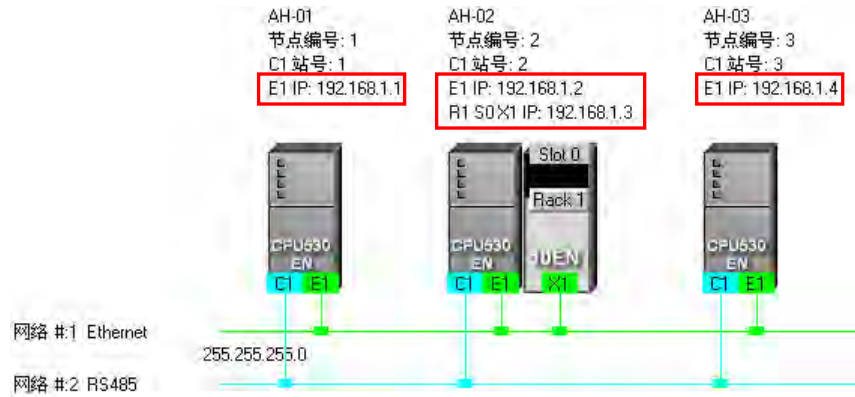 AH-01
节点编号: 1
C1 站号: 1
E1 IP: 192.168.1.1
AH-02
节点编号: 2
C1 站号: 2
E1 IP: 192.168.1.2
R1 S0 X1 IP: 192.168.1.3
AH-03
节点编号: 3
C1 站号: 3
E1 IP: 192.168.1.4
CPU530
EN
C1 E1
CPU530
EN
C1 E1
Slot 0
Rack 1
X1
CPU530
EN
C1 E1
网络 #:1 Ethernet
255.255.255.0
网络 #:2 RS485